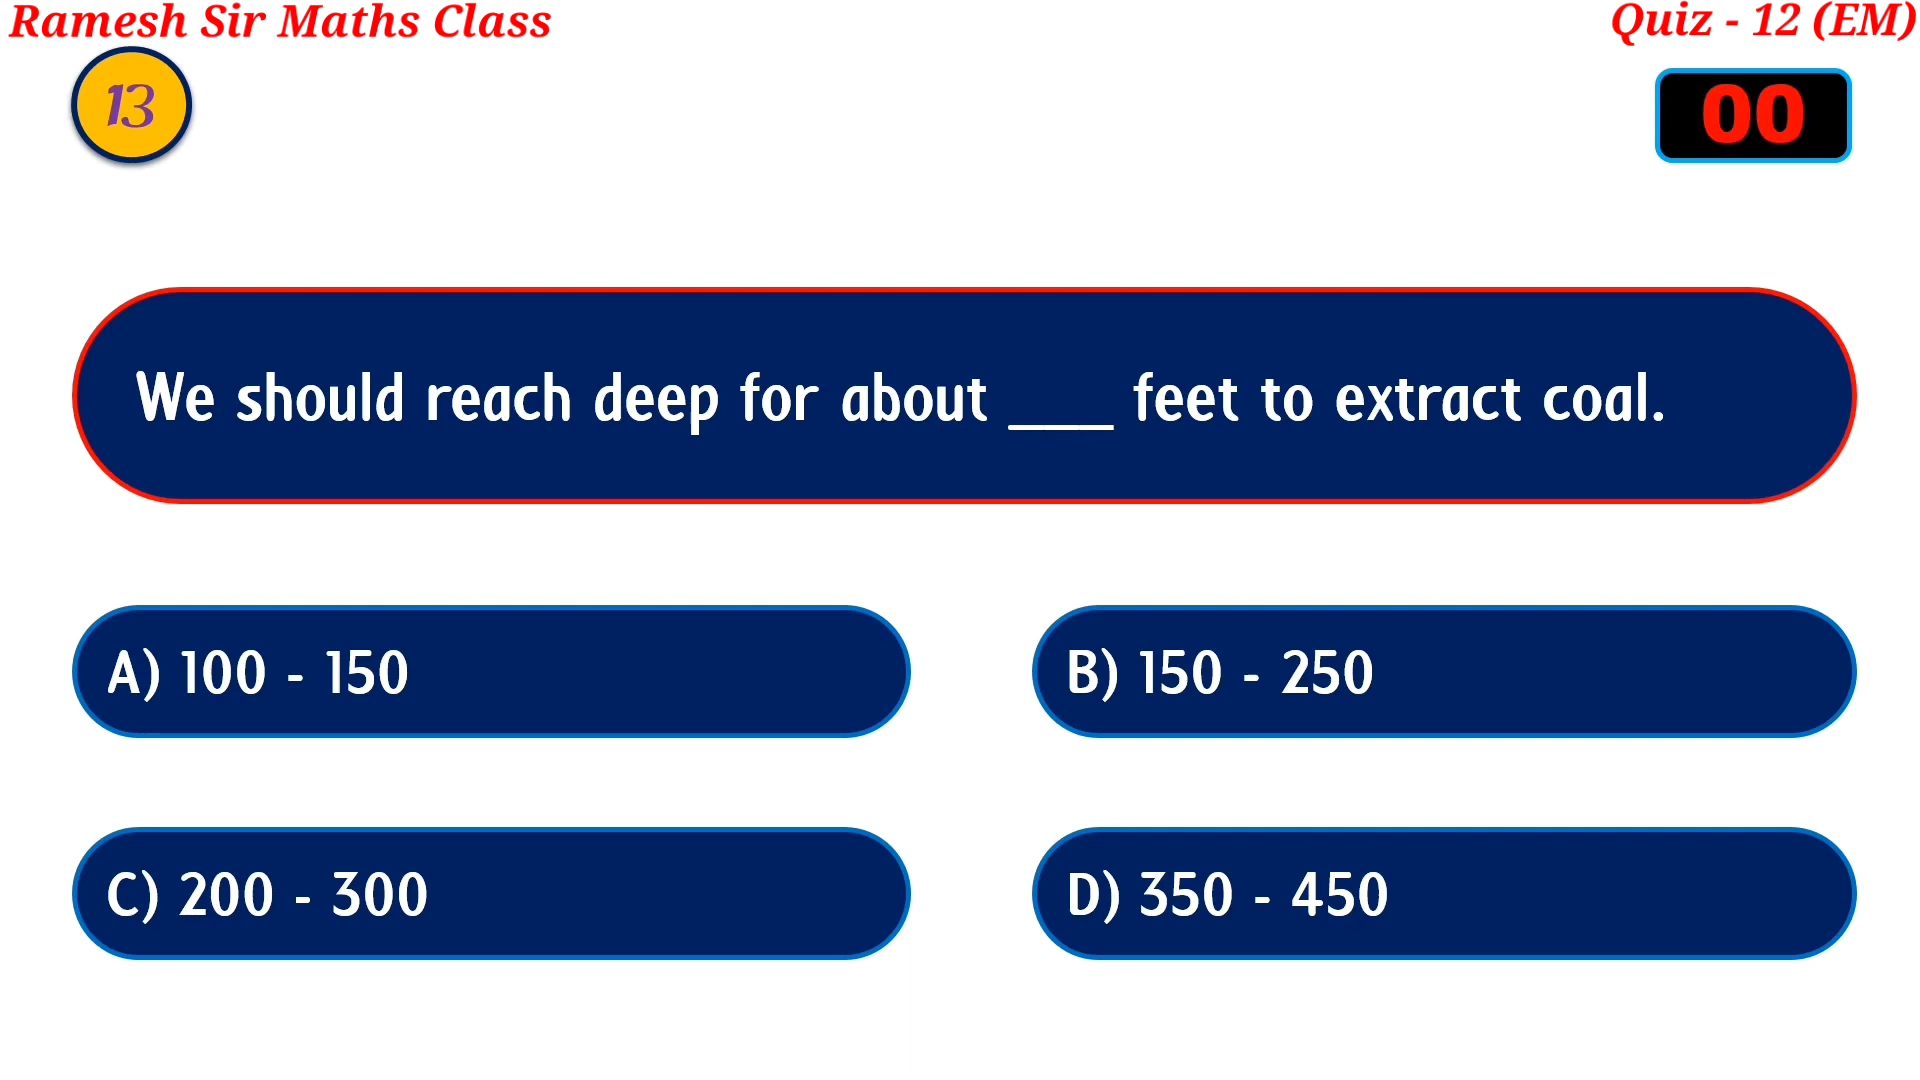 Ramesh Sir Maths Class
Quiz - 12 (EM)
13
00
We should reach deep for about ___ feet to extract coal.
A) 100 - 150
B) 150 - 250
C) 200 - 300
D) 350 - 450